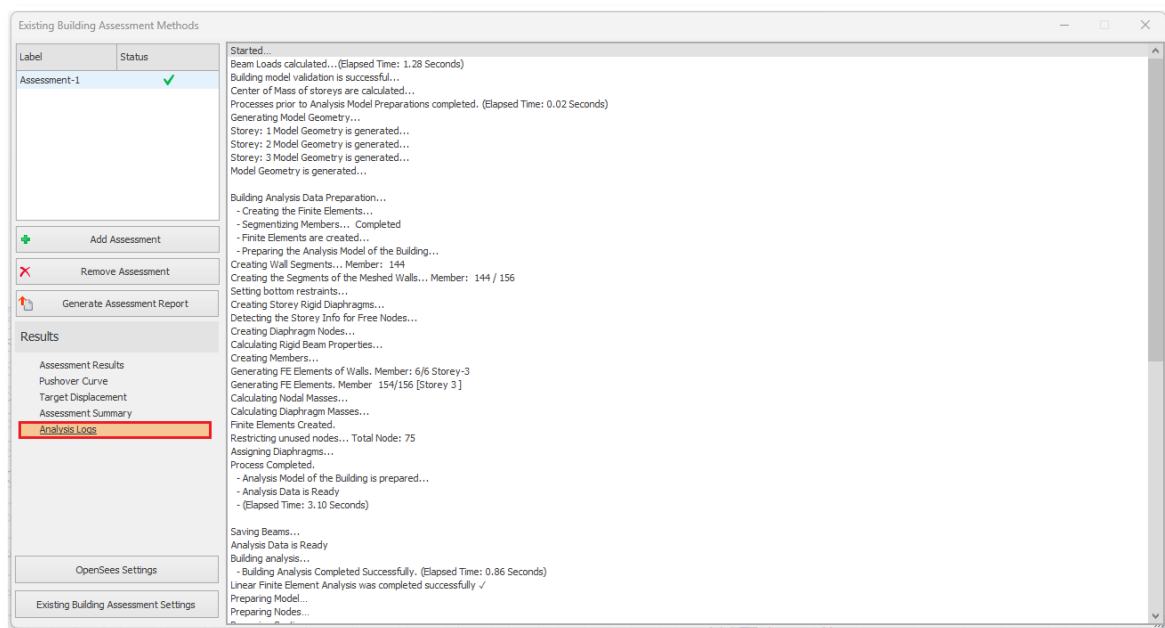 Existing Building Assessment Methods
Label Status
Assessment-1
Add Assessment
Remove Assessment
Generate Assessment Report
Results
Assessment Results
Pushover Curve
Target Displacement
Assessment Summary
Analysis Logs
OpenSees Settings
Existing Building Assessment Settings
Started...
Beam Loads calculated...(Elapsed Time: 1.28 Seconds)
Building model validation is successful...
Center of Mass of storeys are calculated...
Processes prior to Analysis Model Preparations completed. (Elapsed Time: 0.02 Seconds)
Generating Model Geometry...
Storey: 1 Model Geometry is generated...
Storey: 2 Model Geometry is generated...
Storey: 3 Model Geometry is generated...
Model Geometry is generated...
Building Analysis Data Preparation...
- Creating the Finite Elements...
- Segmentizing Members... Completed
- Finite Elements are created...
- Preparing the Analysis Model of the Building...
Creating Wall Segments... Member: 144
Creating the Segments of the Meshed Walls... Member: 144 / 156
Setting bottom restraints...
Creating Storey Rigid Diaphragms...
Detecting the Storey Info for Free Nodes...
Creating Diaphragm Nodes...
Calculating Rigid Beam Properties...
Creating Members...
Generating FE Elements of Walls. Member: 6/6 Storey-3
Generating FE Elements. Member 154/156 [Storey 3 ]
Calculating Nodal Masses...
Calculating Diaphragm Masses...
Finite Elements Created.
Restricting unused nodes... Total Node: 75
Assigning Diaphragms...
Process Completed.
- Analysis Model of the Building is prepared...
- Analysis Data is Ready
- (Elapsed Time: 3.10 Seconds)
Saving Beams...
Analysis Data is Ready
Building analysis...
- Building Analysis Completed Successfully. (Elapsed Time: 0.86 Seconds)
Linear Finite Element Analysis was completed successfully ✓
Preparing Model...
Preparing Nodes...